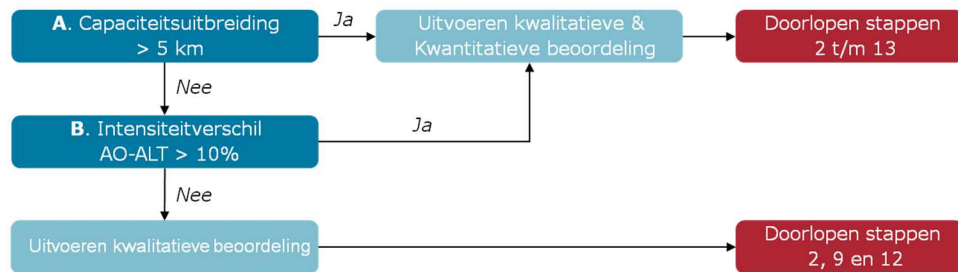 A. Capaciteitsuitbreiding
> 5 km
Ja
Uitvoeren kwalitatieve &
Kwantitatieve beoordeling
Doorlopen stappen
2 t/m 13
Nee
B. Intensiteitverschil
AO-ALT > 10%
Ja
Nee
Uitvoeren kwalitatieve beoordeling
Doorlopen stappen
2, 9 en 12